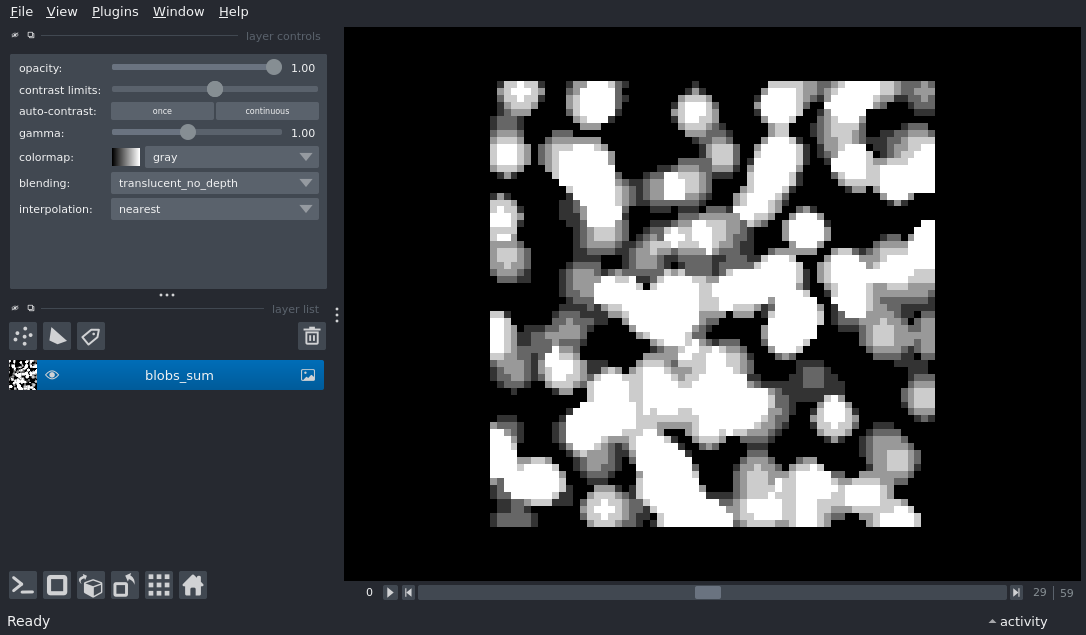 File View Plugins Window Help
layer controls
opacity: 1.00
contrast limits:
auto-contrast: once continuous
gamma: 1.00
colormap: gray
blending: translucent_no_depth
interpolation: nearest
layer list
blobs_sum
0 29 59
Ready activity